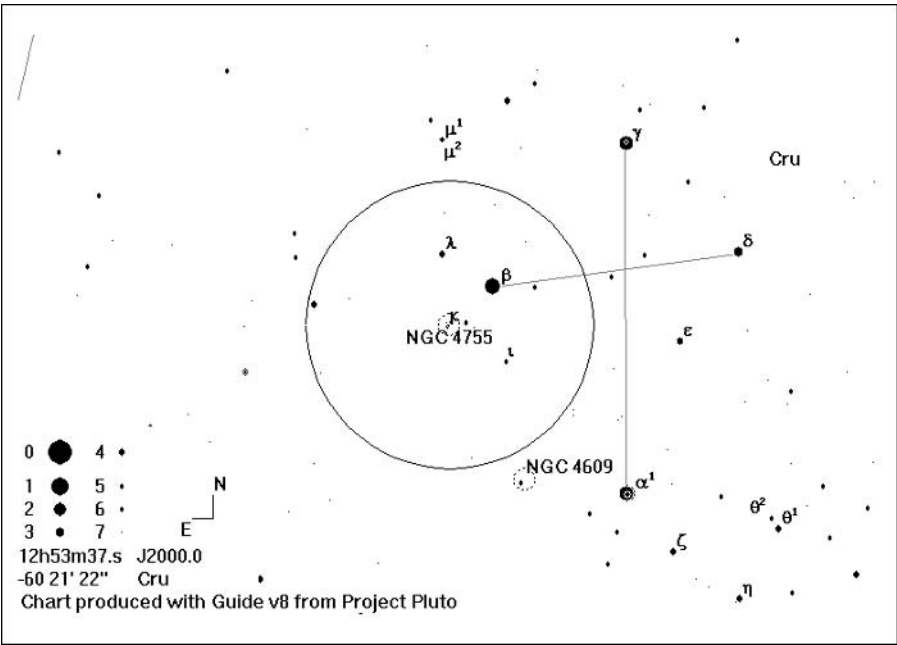 μ¹
μ²
γ
Cru
λ
δ
β
κ
NGC 4755
ε
ι
0 4
NGC 4609
1 5
N
α¹
2 6
θ² θ¹
3 7
E
ζ
12h53m37.s J2000.0
-60 21' 22" Cru
η
Chart produced with Guide v8 from Project Pluto